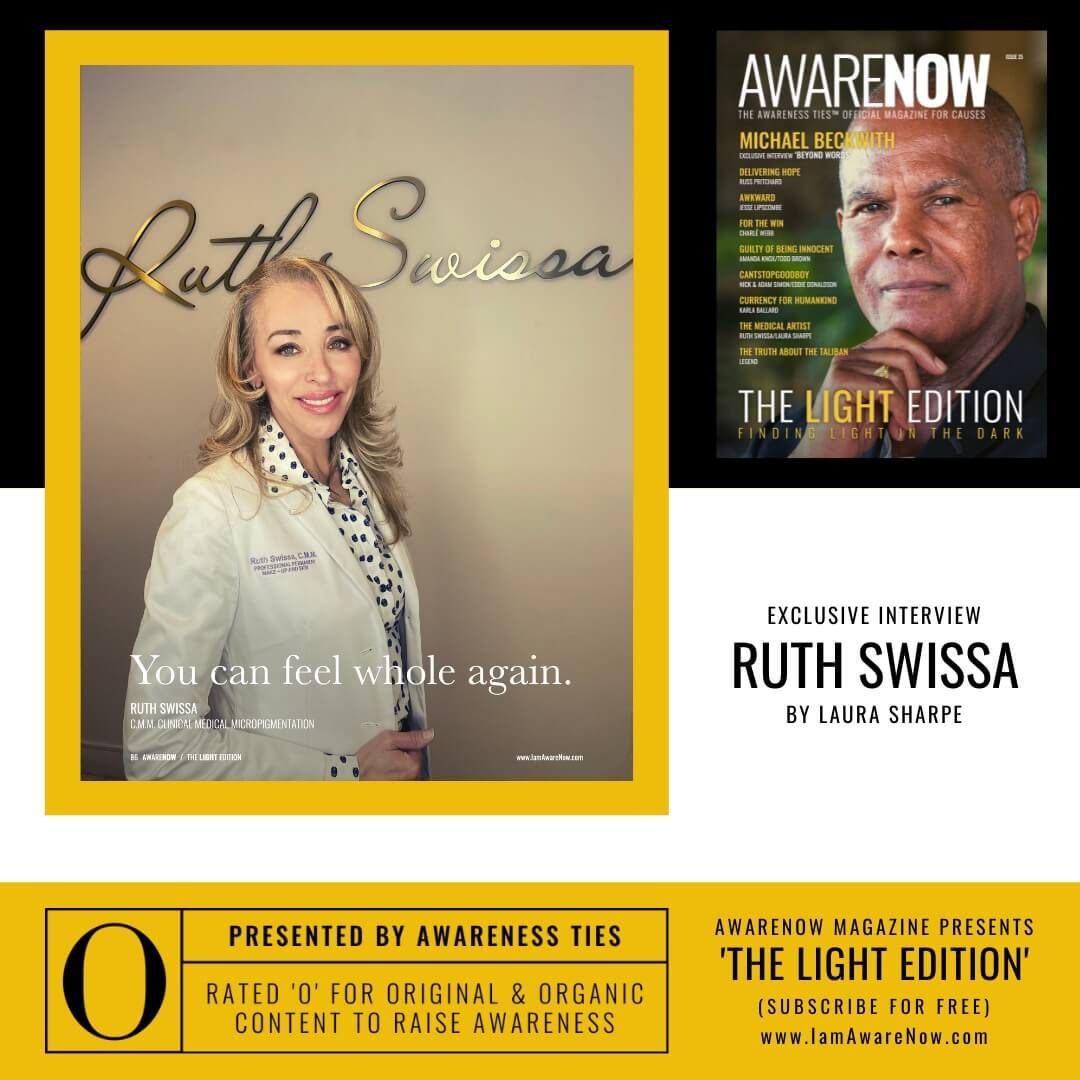 Ruth Swissa
Ruth Swissa, C.M.M.
PROFESSIONAL PERMANENT
You can feel whole again.
RUTH SWISSA
C.M.M. CLINICAL MEDICAL MICROPIGMENTATION
86 AWARENOW / THE LIGHT EDITION
www.IamAwareNow.com
AWARENOW
ISSUE 25
THE AWARENESS TIES™ OFFICIAL MAGAZINE FOR CAUSES
MICHAEL BECKWITH
EXCLUSIVE INTERVIEW 'BEYOND WORDS'
DELIVERING HOPE
RUSS PRITCHARD
AWKWARD
JESSE LIPSCOMBE
FOR THE WIN
CHARLÉ WEBB
GUILTY OF BEING INNOCENT
AMANDA KNOX/TODD BROWN
CANTSTOPGOODBOY
NICK & ADAM SIMON/EDDIE DONALDSON
CURRENCY FOR HUMANKIND
KARLA BALLARD
THE MEDICAL ARTIST
RUTH SWISSA/LAURA SHARPE
THE TRUTH ABOUT THE TALIBAN
LEGEND
THE LIGHT EDITION
FINDING LIGHT IN THE DARK
EXCLUSIVE INTERVIEW
RUTH SWISSA
BY LAURA SHARPE
O
PRESENTED BY AWARENESS TIES
RATED 'O' FOR ORIGINAL & ORGANIC
CONTENT TO RAISE AWARENESS
AWARENOW MAGAZINE PRESENTS
'THE LIGHT EDITION'
(SUBSCRIBE FOR FREE)
www.IamAwareNow.com